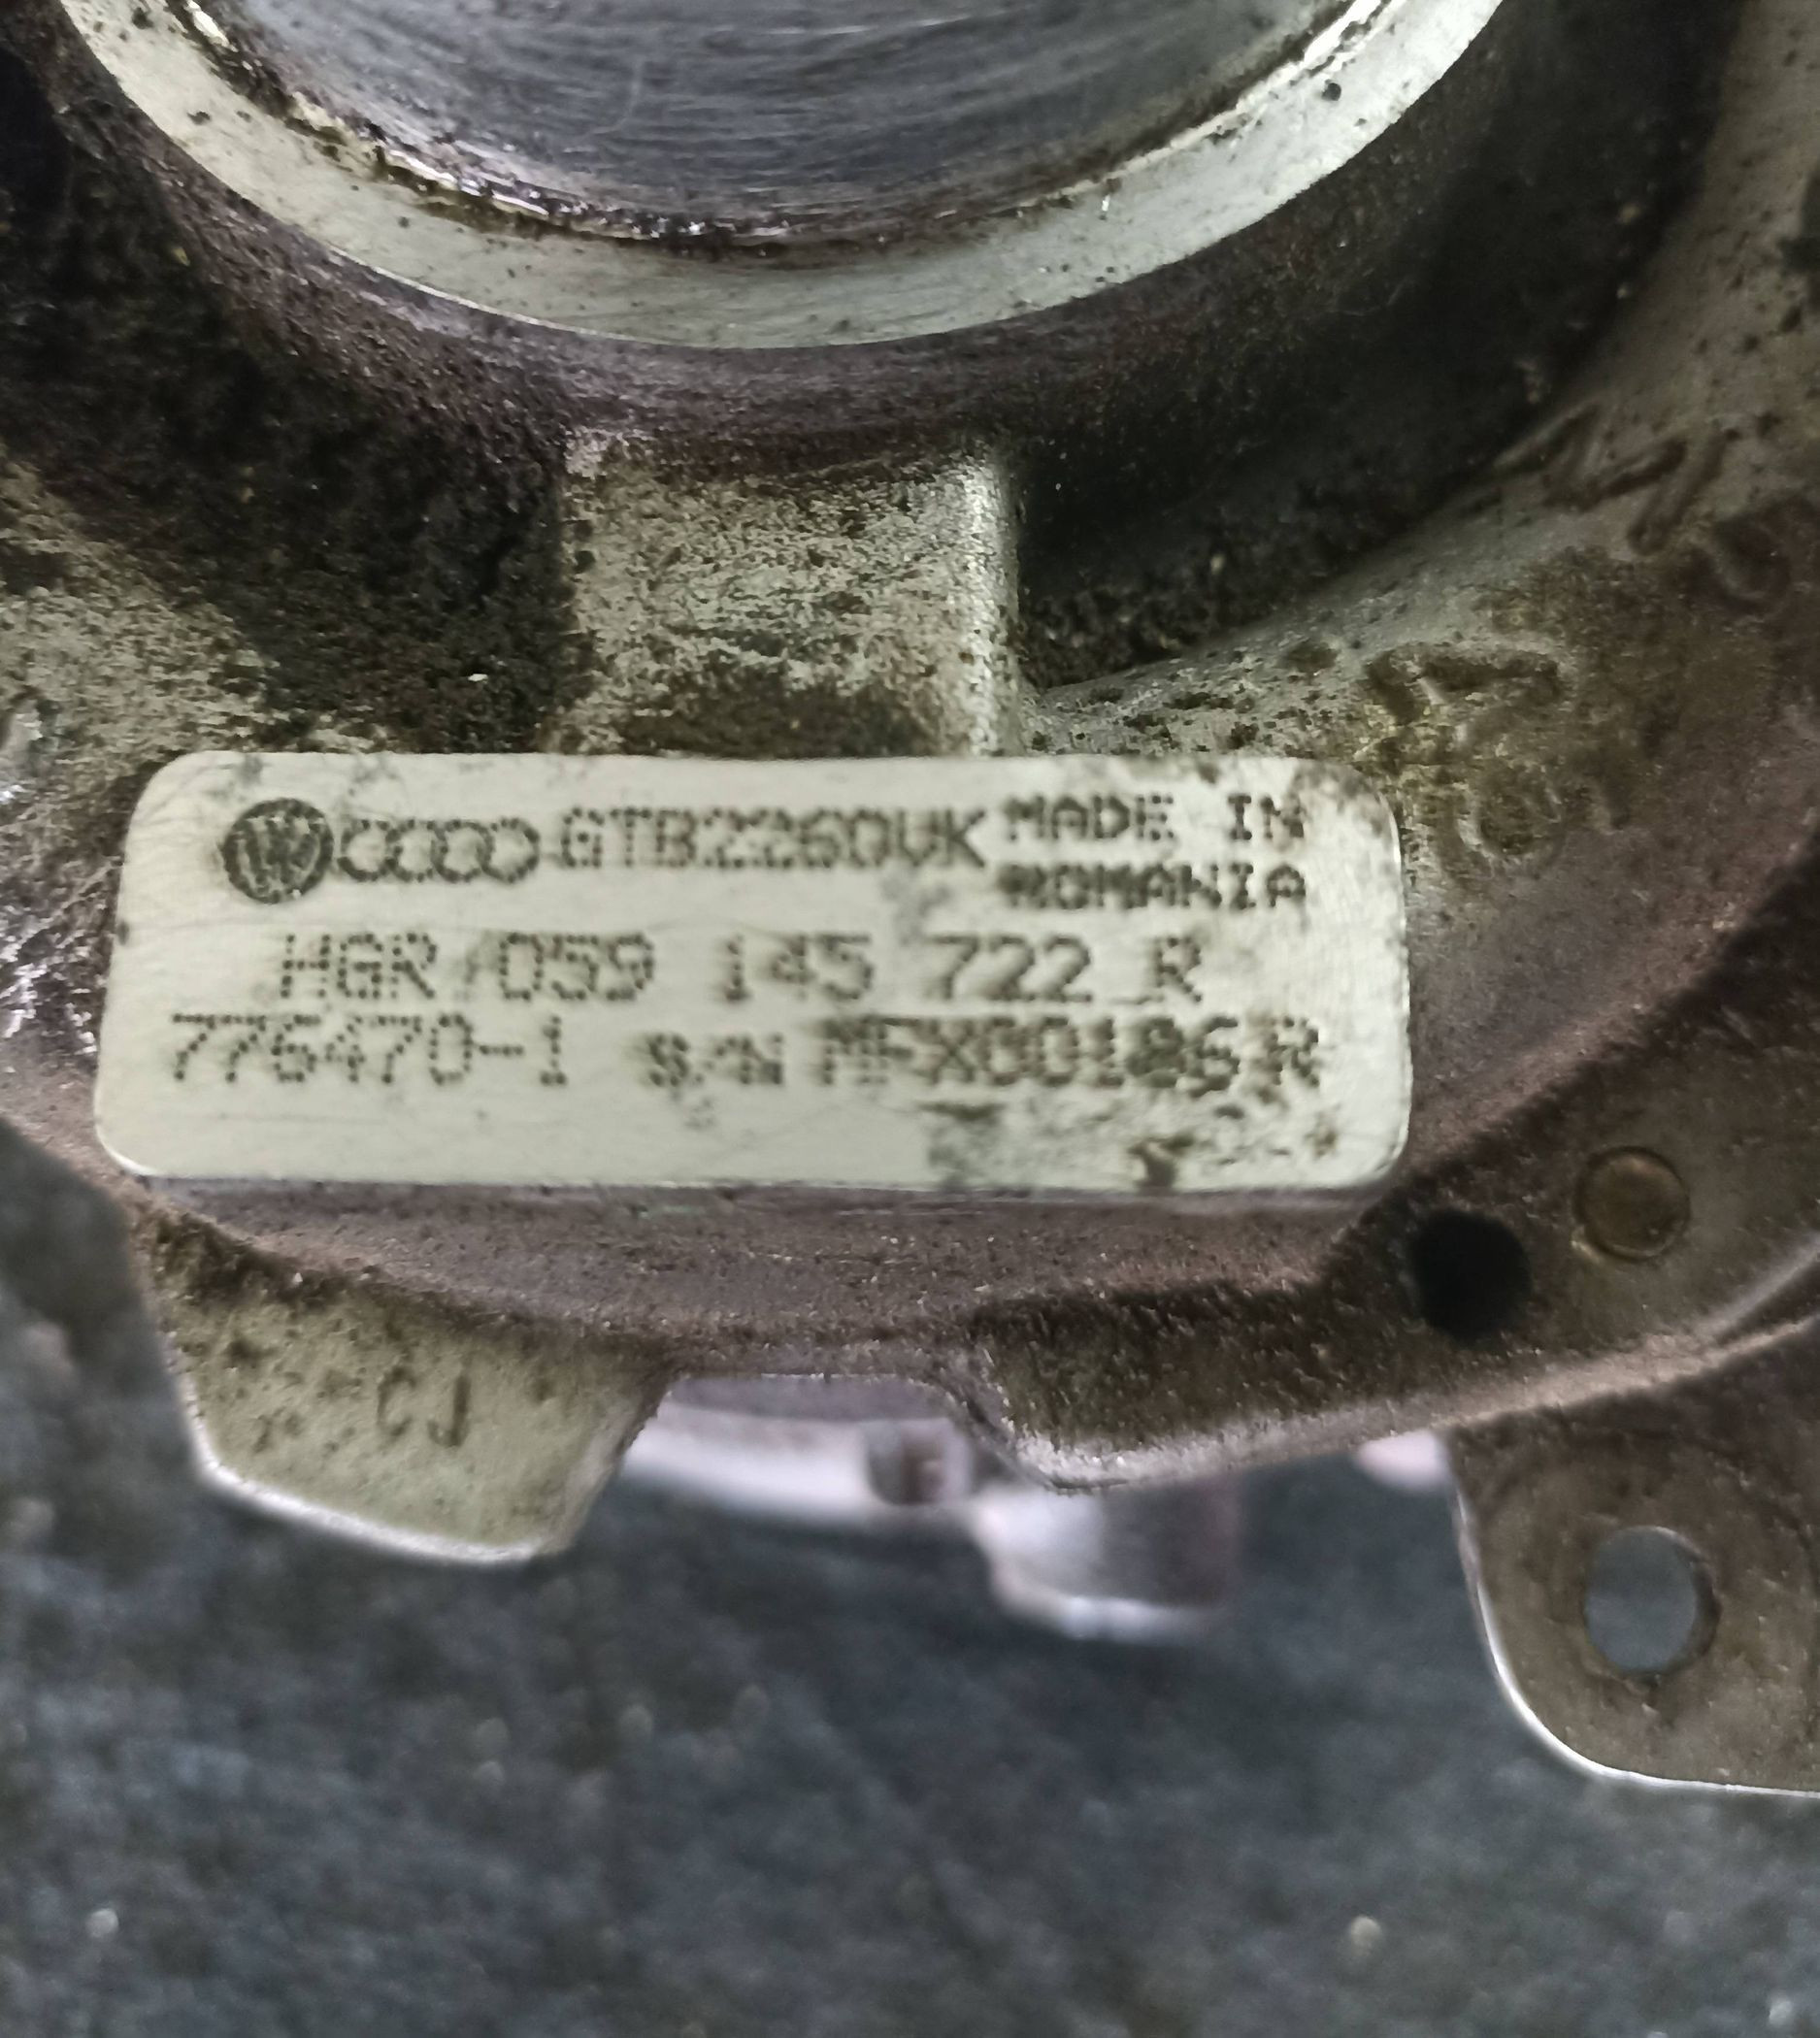 GTB2260VK MADE IN
ROMANIA
HGR/059 145 722 R
776470-1 S/N MFX00186R
CJ